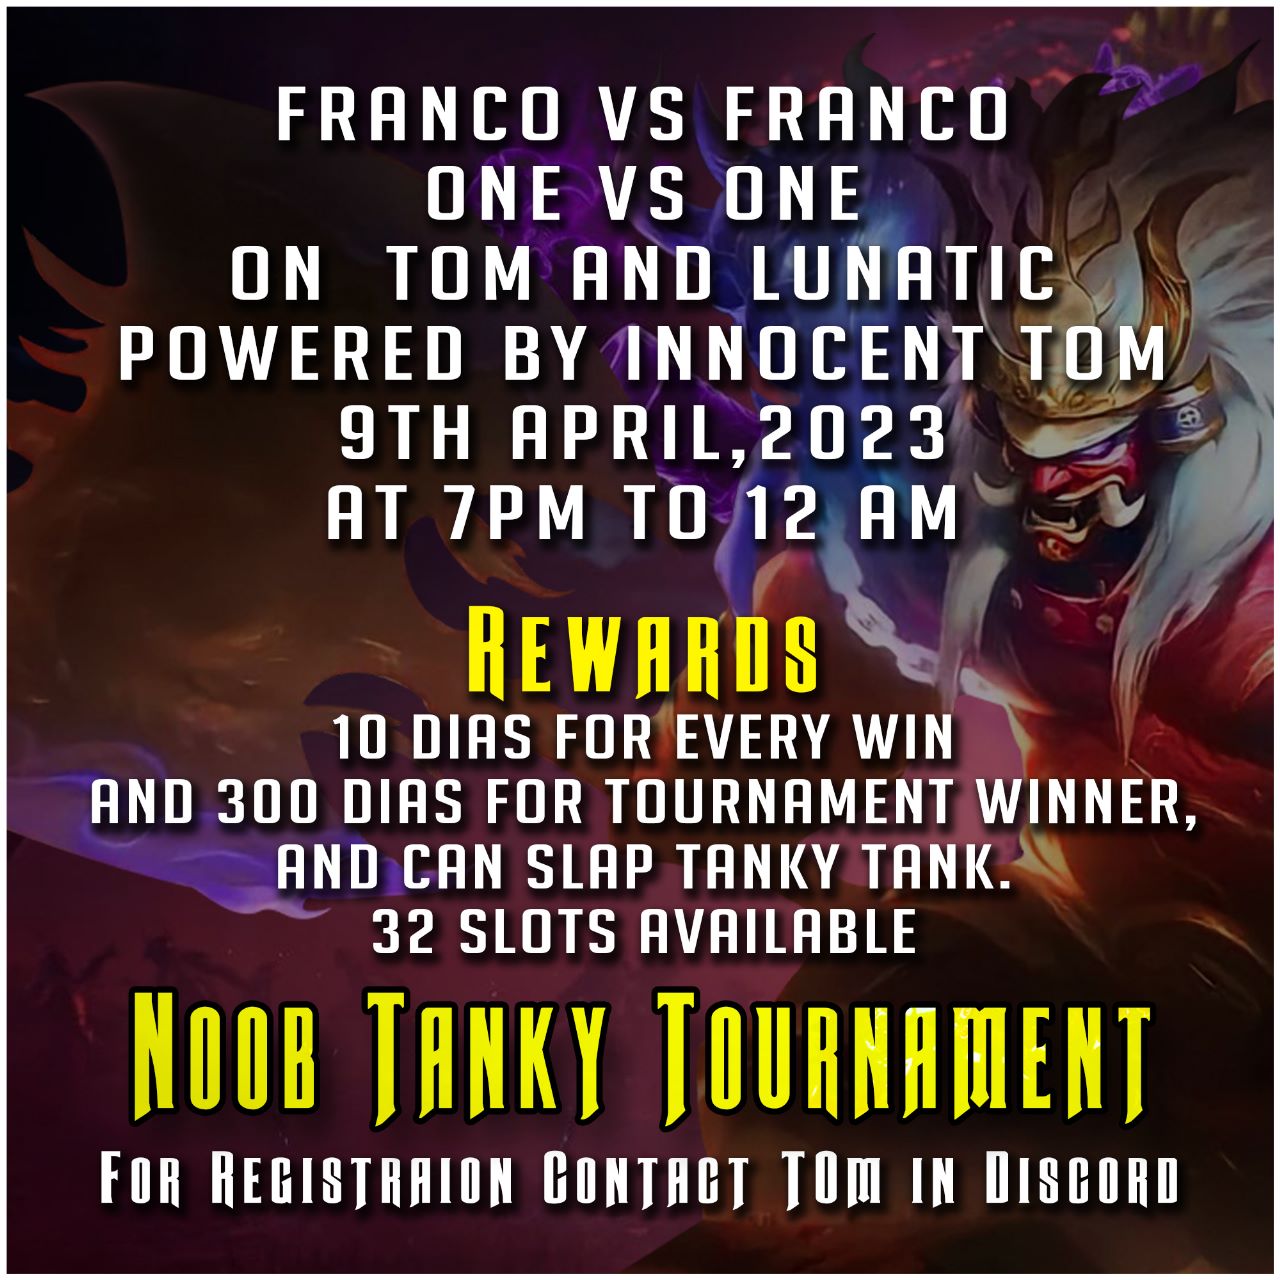 FRANCO VS FRANCO
ONE VS ONE
ON TOM AND LUNATIC
POWERED BY INNOCENT TOM
9TH APRIL,2023
AT 7PM TO 12 AM
REWARDS
10 DIAS FOR EVERY WIN
AND 300 DIAS FOR TOURNAMENT WINNER,
AND CAN SLAP TANKY TANK.
32 SLOTS AVAILABLE
NOOB TANKY TOURNAMENT
FOR REGISTRAION CONTACT TOM IN DISCORD